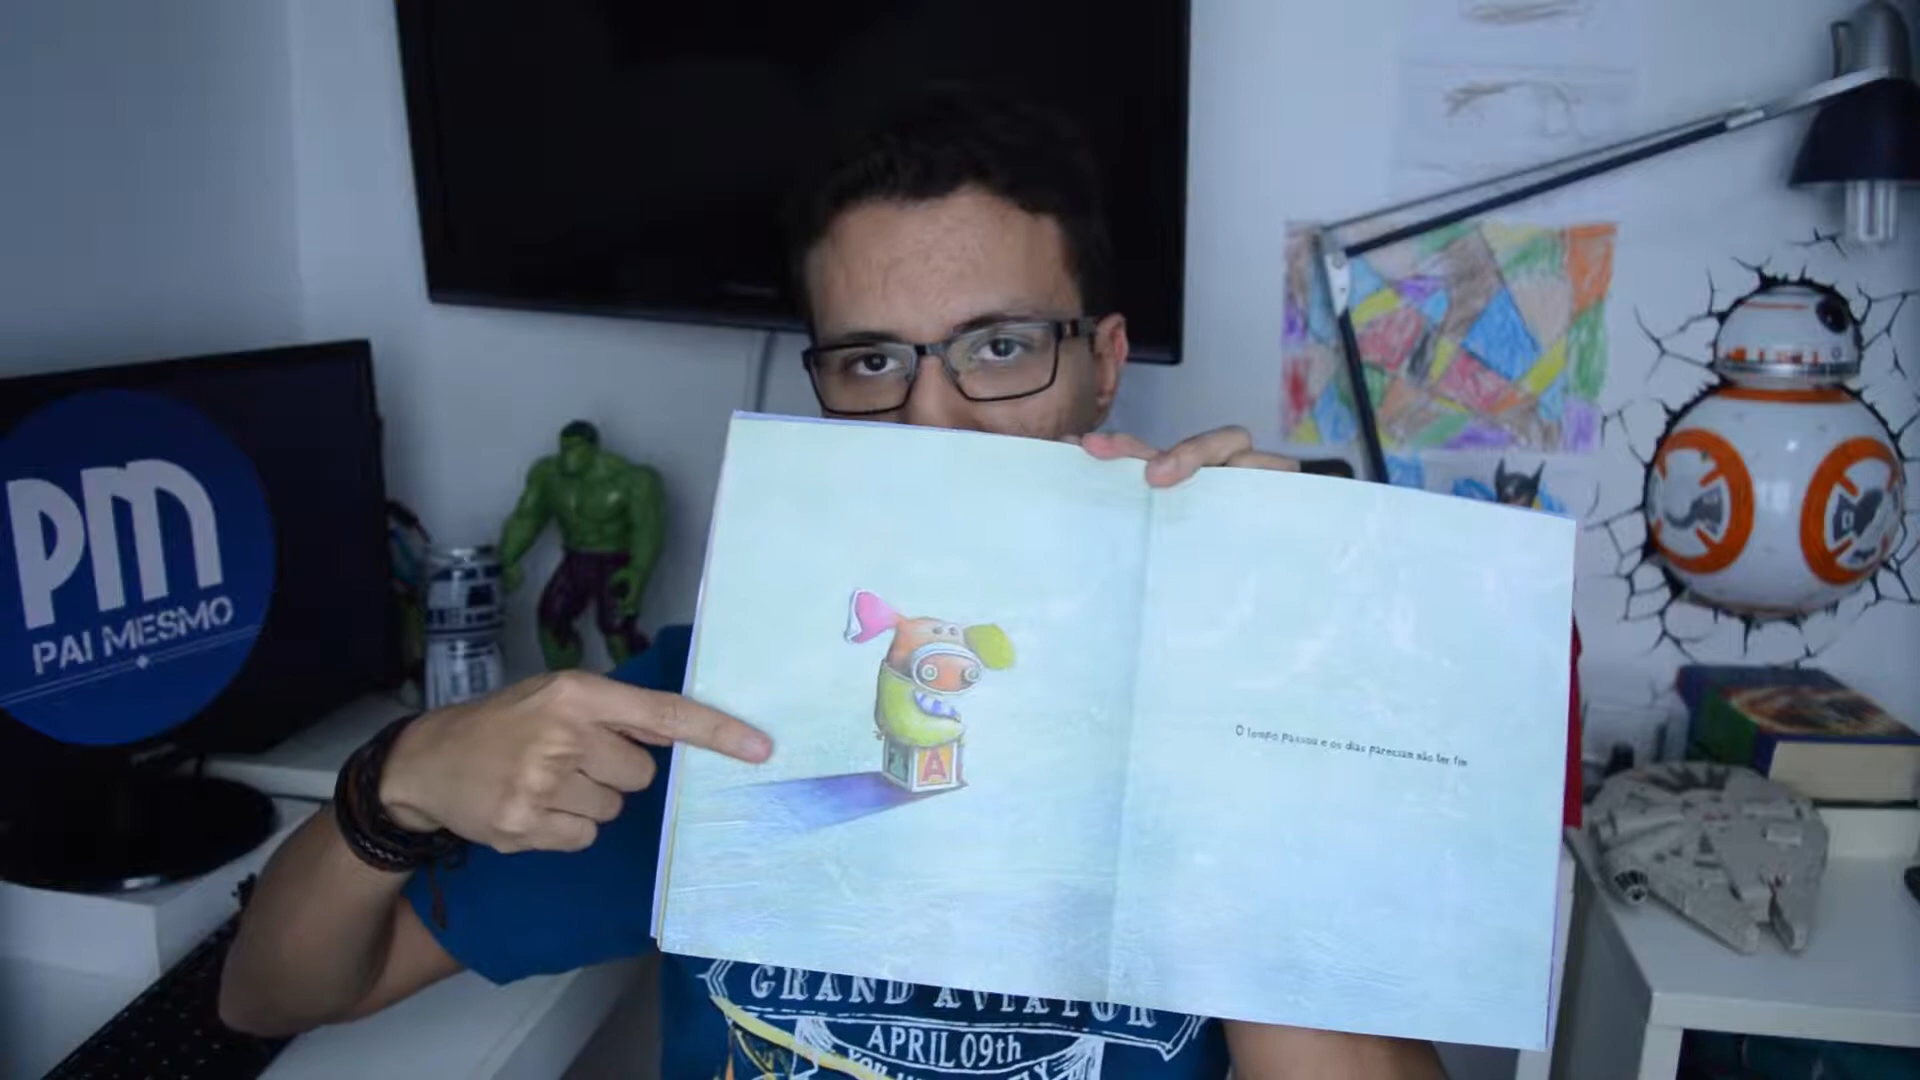 PM
PAI MESMO
A
O tempo passou e os dias pareciam não ter fim
GRAND AVIATOR
APRIL 09th